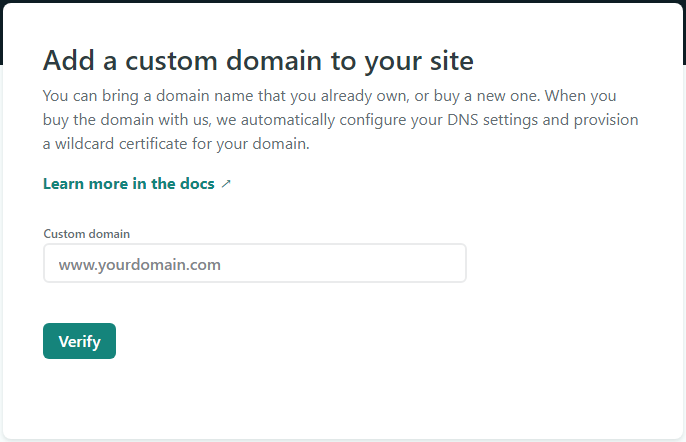 Add a custom domain to your site
You can bring a domain name that you already own, or buy a new one. When you
buy the domain with us, we automatically configure your DNS settings and provision
a wildcard certificate for your domain.
Learn more in the docs ↗
Custom domain
www.yourdomain.com
Verify